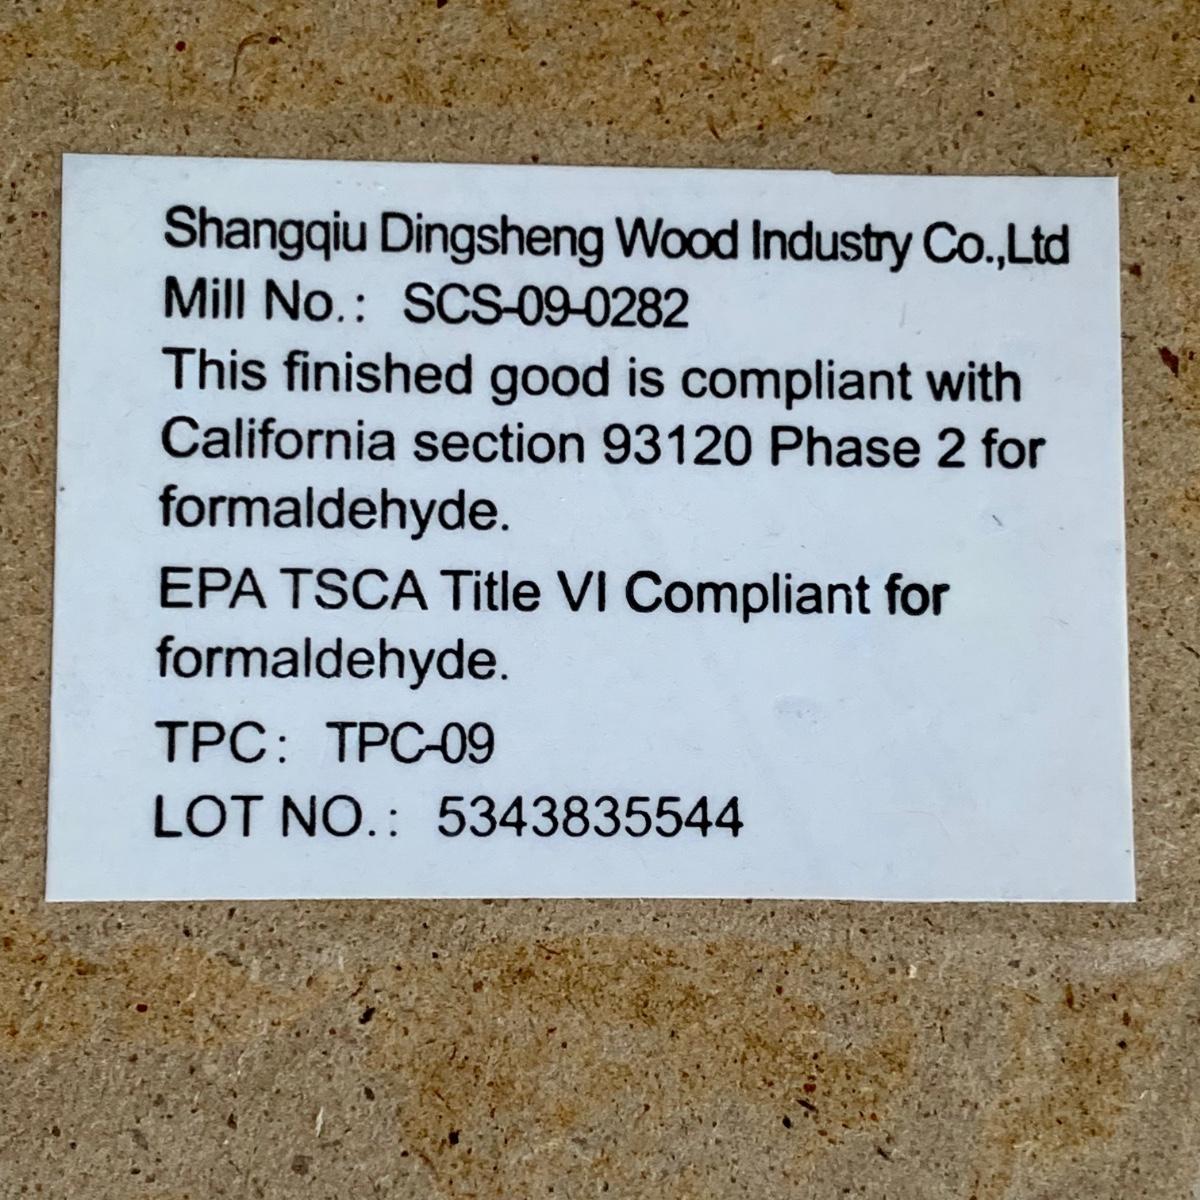 Shangqiu Dingsheng Wood Industry Co.,Ltd
Mill No.: SCS-09-0282
This finished good is compliant with
California section 93120 Phase 2 for
formaldehyde.
EPA TSCA Title VI Compliant for
formaldehyde.
TPC: TPC-09
LOT NO.: 5343835544